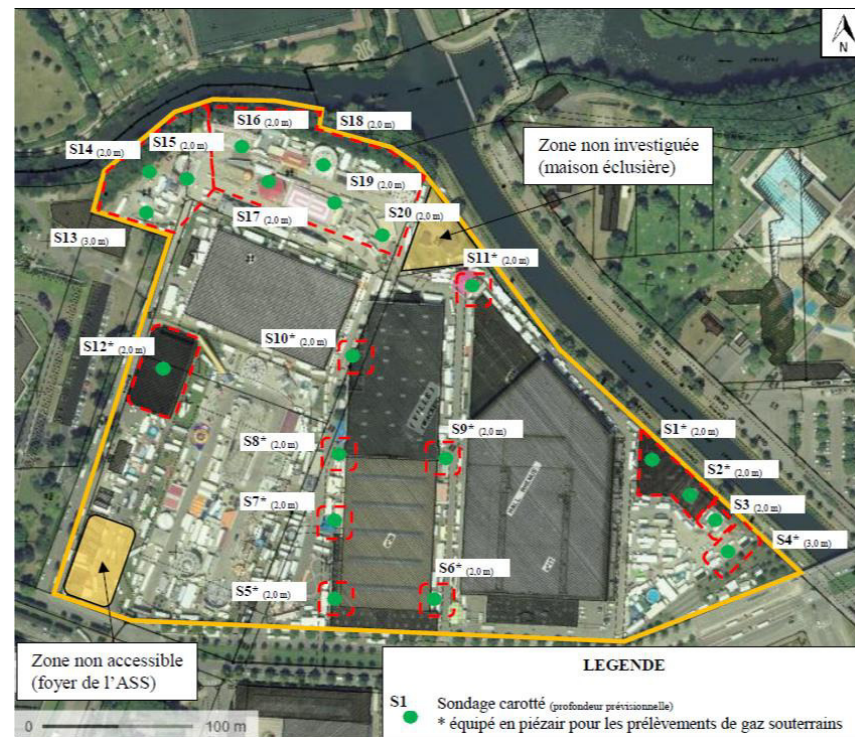 N
S16 (2,0 m)
S18 (2,0 m)
S14 (2,0 m)
S15 (2,0 m)
Zone non investiguée
(maison éclusière)
S19 (2,0 m)
S17 (2,0 m)
S20 (2,0 m)
S13 (3,0 m)
S11* (2,0 m)
S10* (2,0 m)
S12* (2,0 m)
S1* (2,0 m)
S8* (2,0 m)
S9* (2,0 m)
S2* (2,0 m)
S3 (2,0 m)
S7* (2,0 m)
S4* (3,0 m)
S5* (2,0 m)
S6* (2,0 m)
Zone non accessible
(foyer de l'ASS)
LEGENDE
S1 Sondage carotté (profondeur prévisionnelle)
* équipé en piézair pour les prélèvements de gaz souterrains
0 100 m